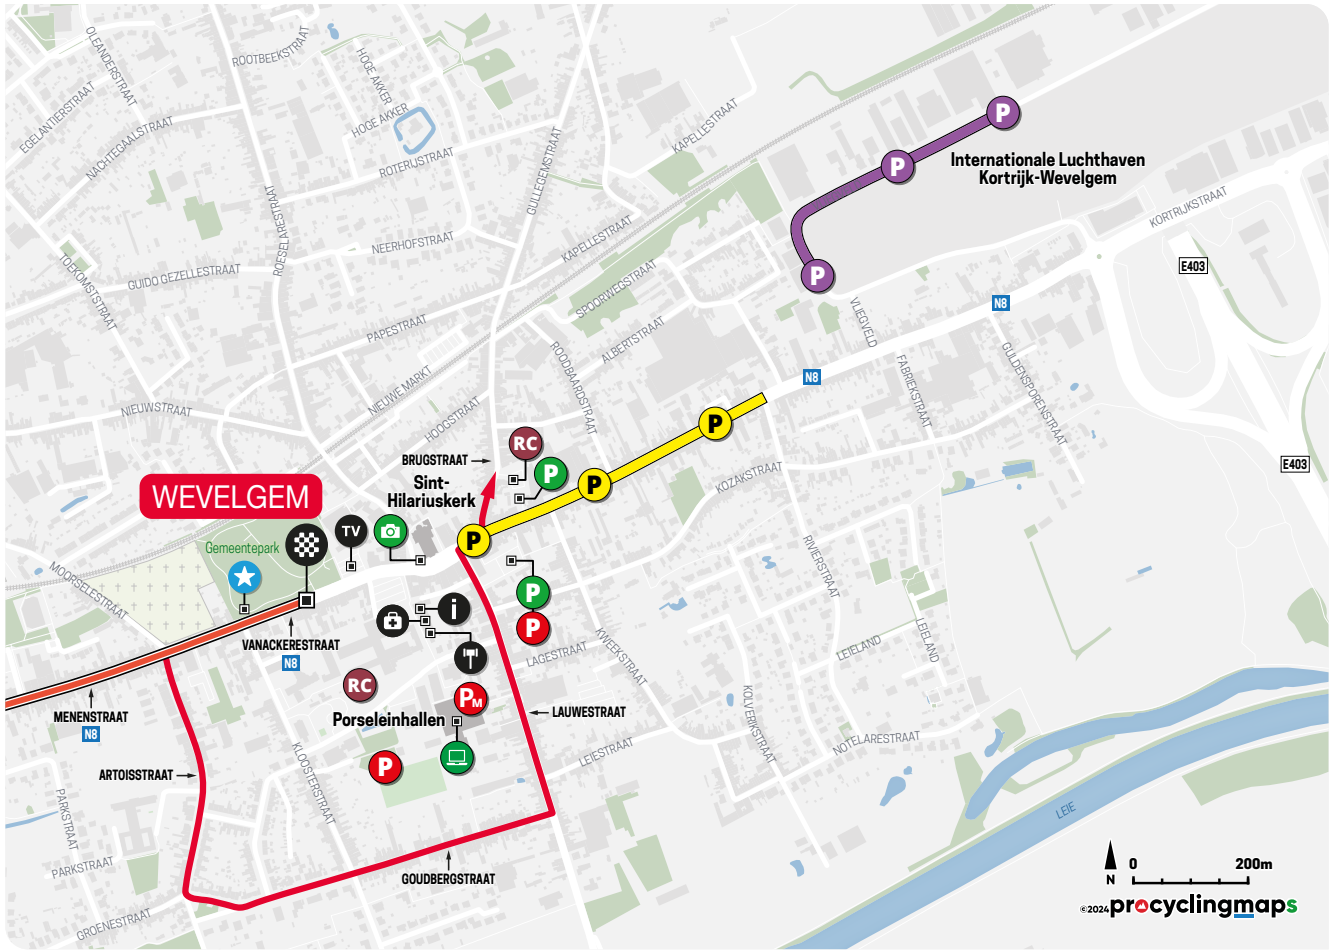 OLEANDERSTRAAT
ROOTBEEKSTRAAT
HOGE AKKER
EGELANTIERSTRAAT
NACHTEGAALSTRAAT
HOGE AKKER
ROTERIJSTRAAT
GULLEGEMSTRAAT
KAPELLESTRAAT
P
P
P
Internationale Luchthaven
Kortrijk-Wevelgem
KORTRIJKSTRAAT
E403
N8
ROESELARESTRAAT
NEERHOFSTRAAT
KAPELLESTRAAT
TOEKOMSTSTRAAT
GUIDO GEZELLESTRAAT
SPOORWEGSTRAAT
PAPESTRAAT
ALBERTSTRAAT
VLIEGVELD
ROODBAARDSTRAAT
FABRIEKSTRAAT
GULDENSPORENSTRAAT
N8
NIEUWE MARKT
NIEUWSTRAAT
HOOGSTRAAT
P
P
P
RC
P
BRUGSTRAAT
Sint-
Hilariuskerk
KOZAKSTRAAT
E403
WEVELGEM
TV
Gemeentepark
MOORSELESTRAAT
VANACKERESTRAAT
N8
i
P
P
RIVIERSTRAAT
KWEEKSTRAAT
LAGESTRAAT
LEIELAND
LEIELAND
RC
PM
Porseleinhallen
P
LAUWESTRAAT
KOLVERIKSTRAAT
NOTELARESTRAAT
LEIESTRAAT
MENENSTRAAT
N8
ARTOISSTRAAT
KLOOSTERSTRAAT
PARKSTRAAT
PARKSTRAAT
GOUDBERGSTRAAT
GROENESTRAAT
LEIE
N
0 200m
©2024 procyclingmaps